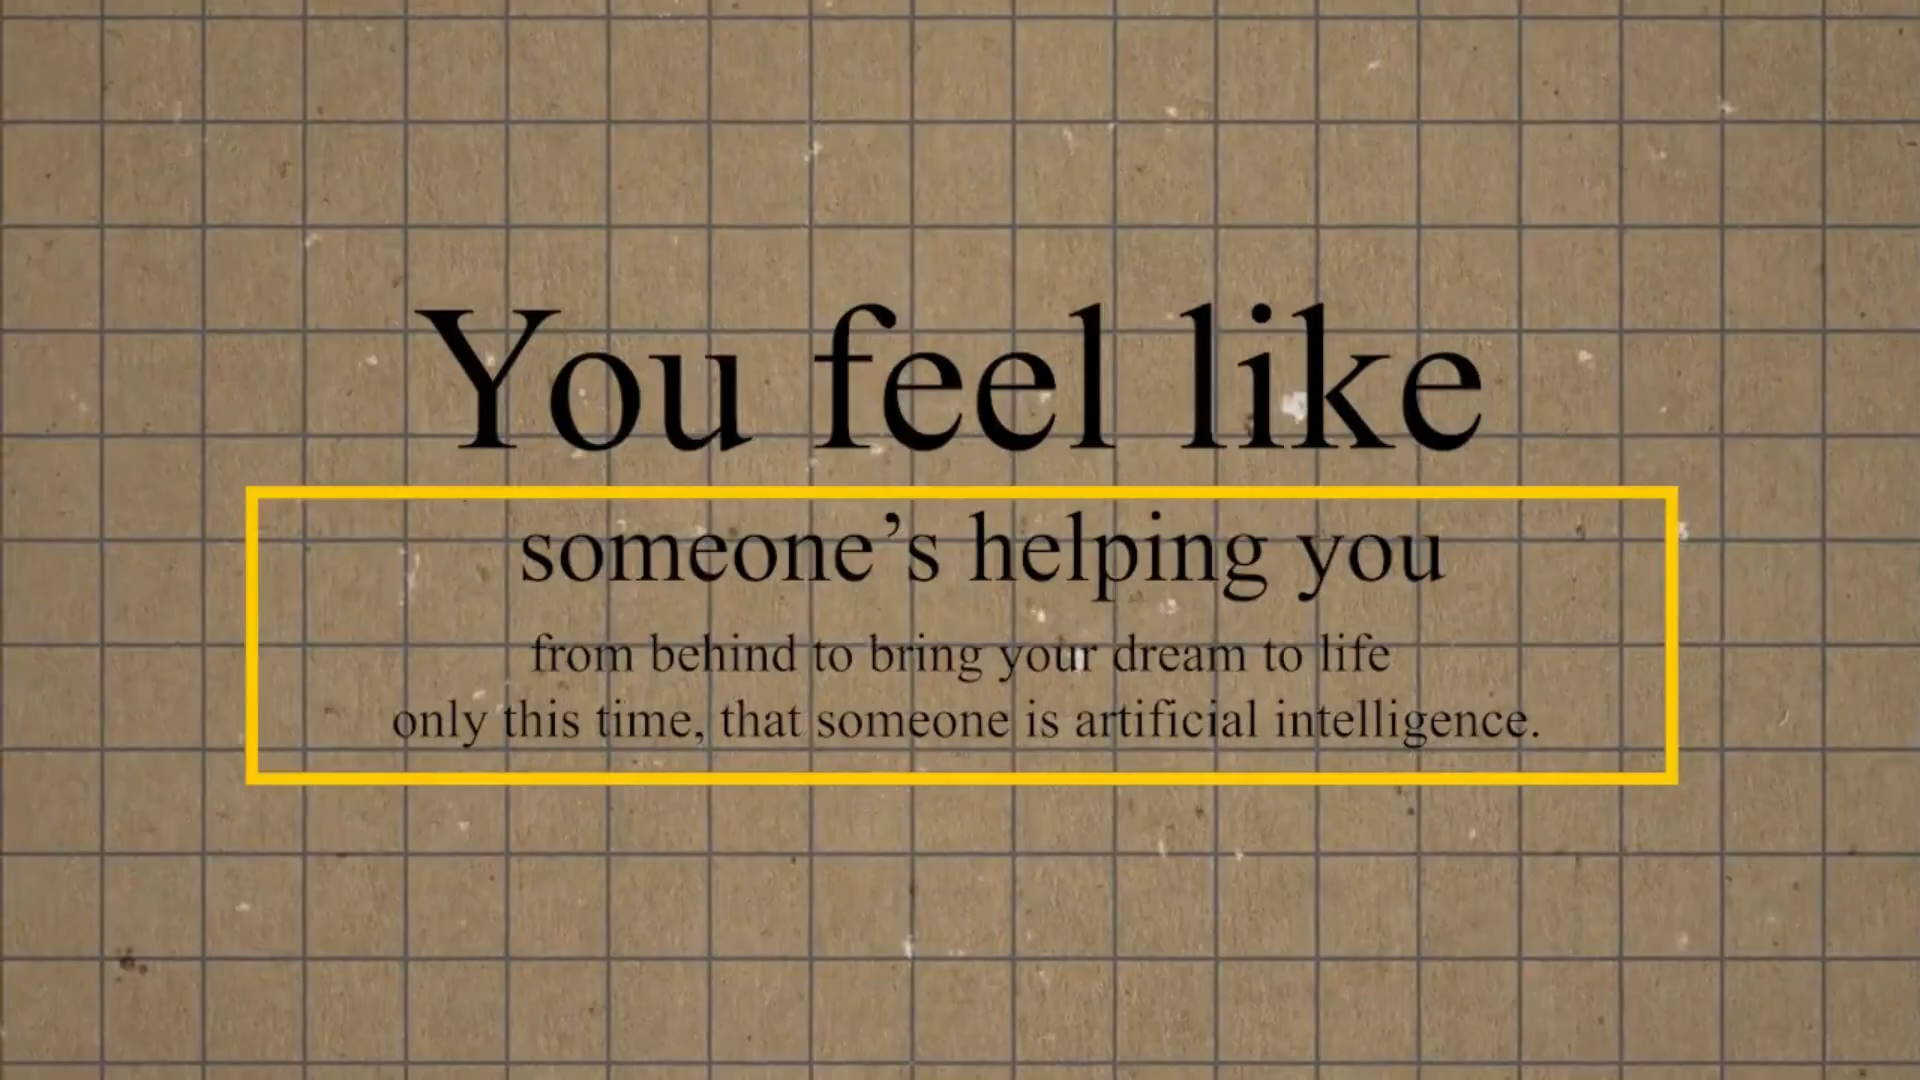 You feel like
someone’s helping you
from behind to bring your dream to life
only this time, that someone is artificial intelligence.